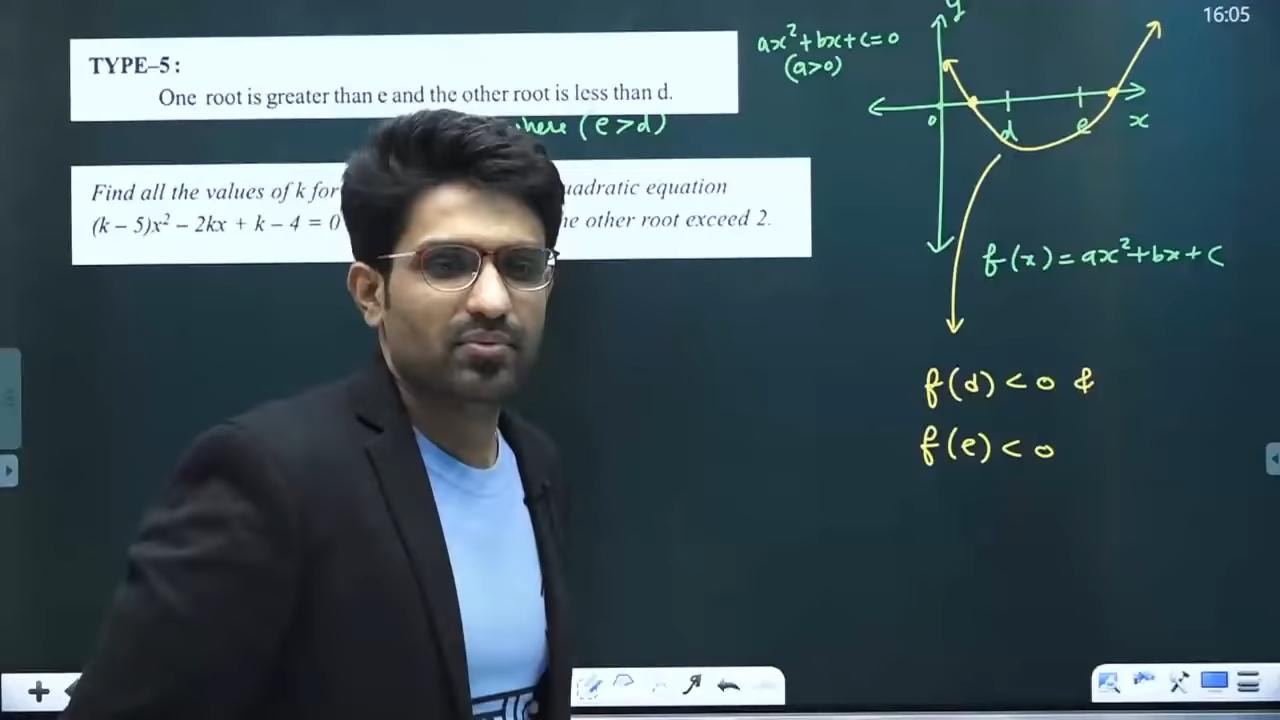 TYPE–5 :
One root is greater than e and the other root is less than d.
here (e>d)
Find all the values of k for uadratic equation
(k – 5)x² – 2kx + k – 4 = 0 he other root exceed 2.
ax²+bx+c=0
(a>0)
16:05
y
0
d
e
x
f(x)=ax²+bx+c
f(d)<0 &
f(e)<0